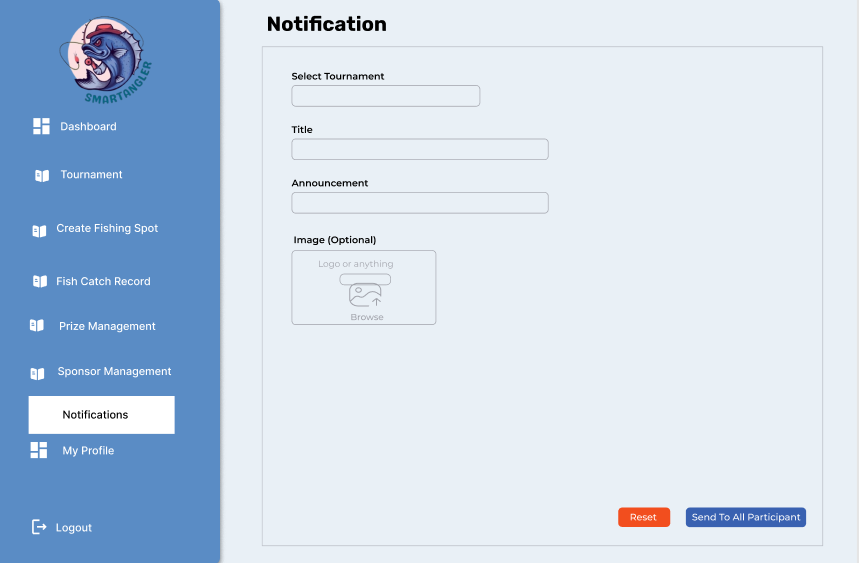 SMARTANGLER
Dashboard
Tournament
Create Fishing Spot
Fish Catch Record
Prize Management
Sponsor Management
Notifications
My Profile
Logout
Notification
Select Tournament
Title
Announcement
Image (Optional)
Logo or anything
Browse
Reset
Send To All Participant